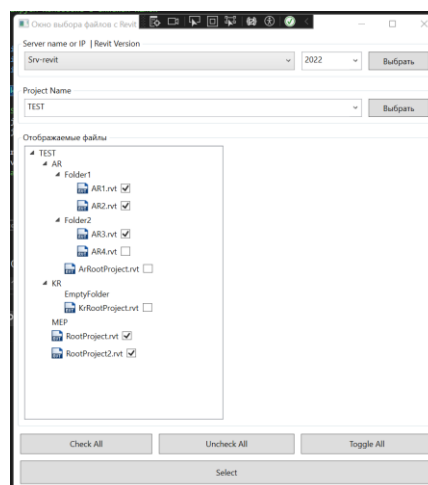 Окно выбора файлов с Revit
Server name or IP | Revit Version
Srv-revit
2022
Выбрать
Project Name
TEST
Выбрать
Отображаемые файлы
TEST
AR
Folder1
AR1.rvt
AR2.rvt
Folder2
AR3.rvt
AR4.rvt
ArRootProject.rvt
KR
EmptyFolder
KrRootProject.rvt
MEP
RootProject.rvt
RootProject2.rvt
Check All
Uncheck All
Toggle All
Select